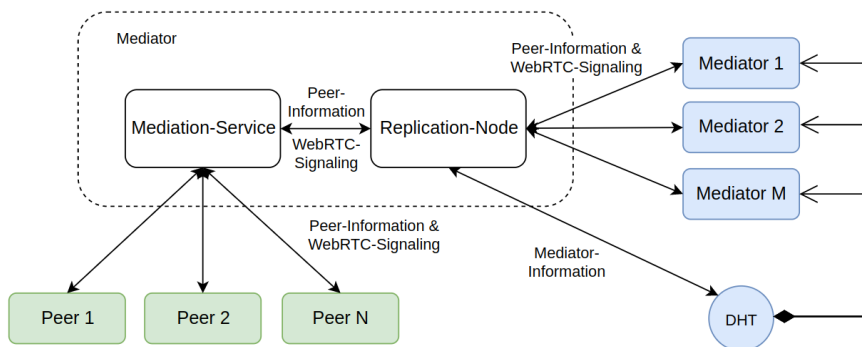 Mediator
Peer-Information &
WebRTC-Signaling
Mediator 1
Peer-
Information
Mediation-Service
Replication-Node
Mediator 2
WebRTC-
Signaling
Mediator M
Peer-Information &
WebRTC-Signaling
Mediator-
Information
Peer 1
Peer 2
Peer N
DHT